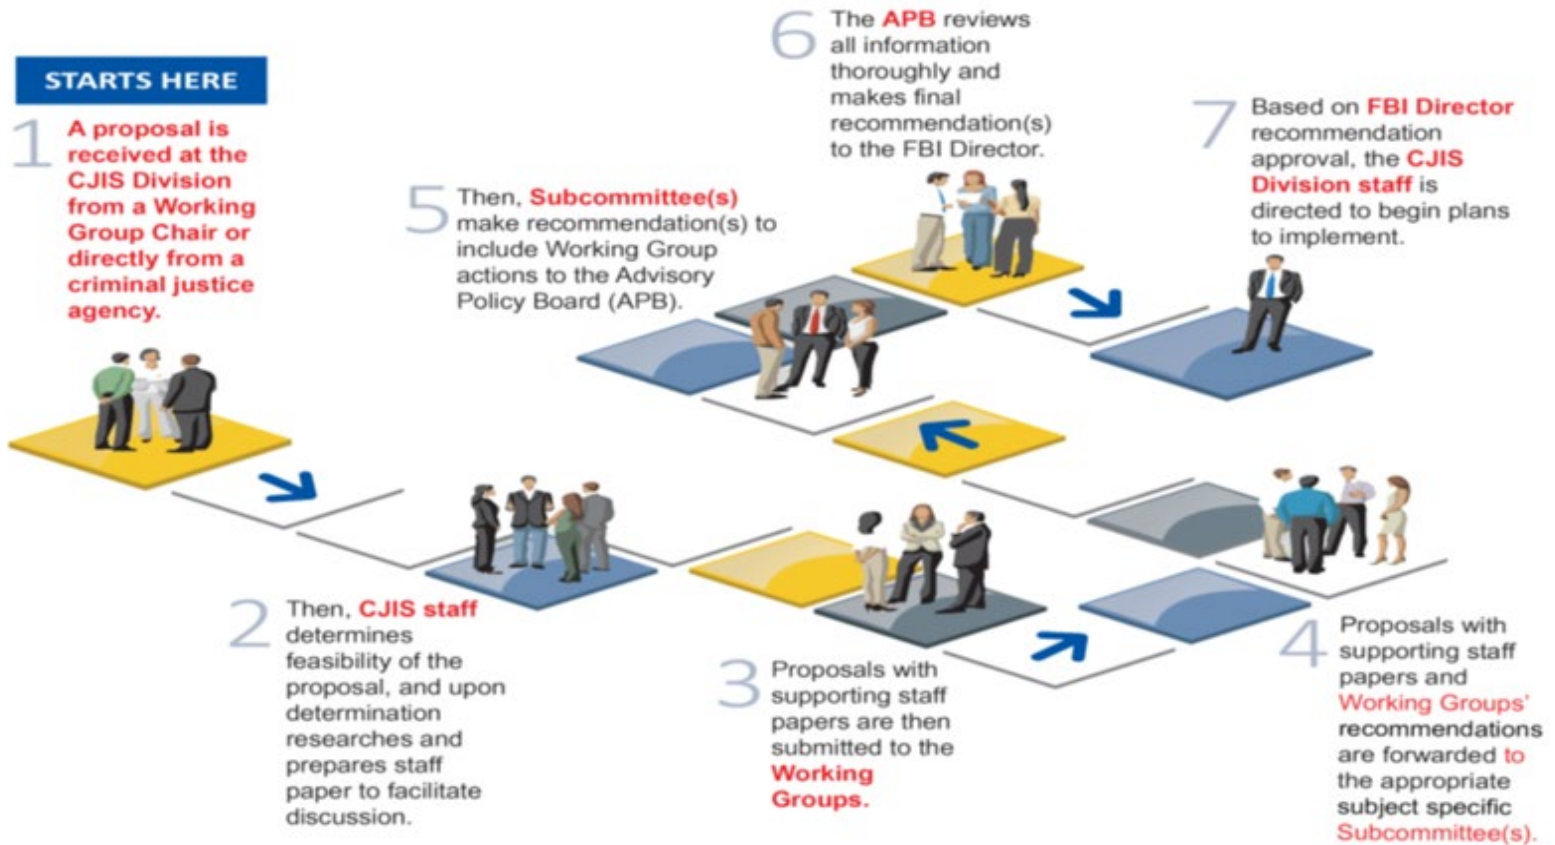 STARTS HERE
1
A proposal is
received at the
CJIS Division
from a Working
Group Chair or
directly from a
criminal justice
agency.
2
Then, CJIS staff
determines
feasibility of the
proposal, and upon
determination
researches and
prepares staff
paper to facilitate
discussion.
3
Proposals with
supporting staff
papers are then
submitted to the
Working
Groups.
4
Proposals with
supporting staff
papers and
Working Groups'
recommendations
are forwarded to
the appropriate
subject specific
Subcommittee(s).
5
Then, Subcommittee(s)
make recommendation(s) to
include Working Group
actions to the Advisory
Policy Board (APB).
6
The APB reviews
all information
thoroughly and
makes final
recommendation(s)
to the FBI Director.
7
Based on FBI Director
recommendation
approval, the CJIS
Division staff is
directed to begin plans
to implement.